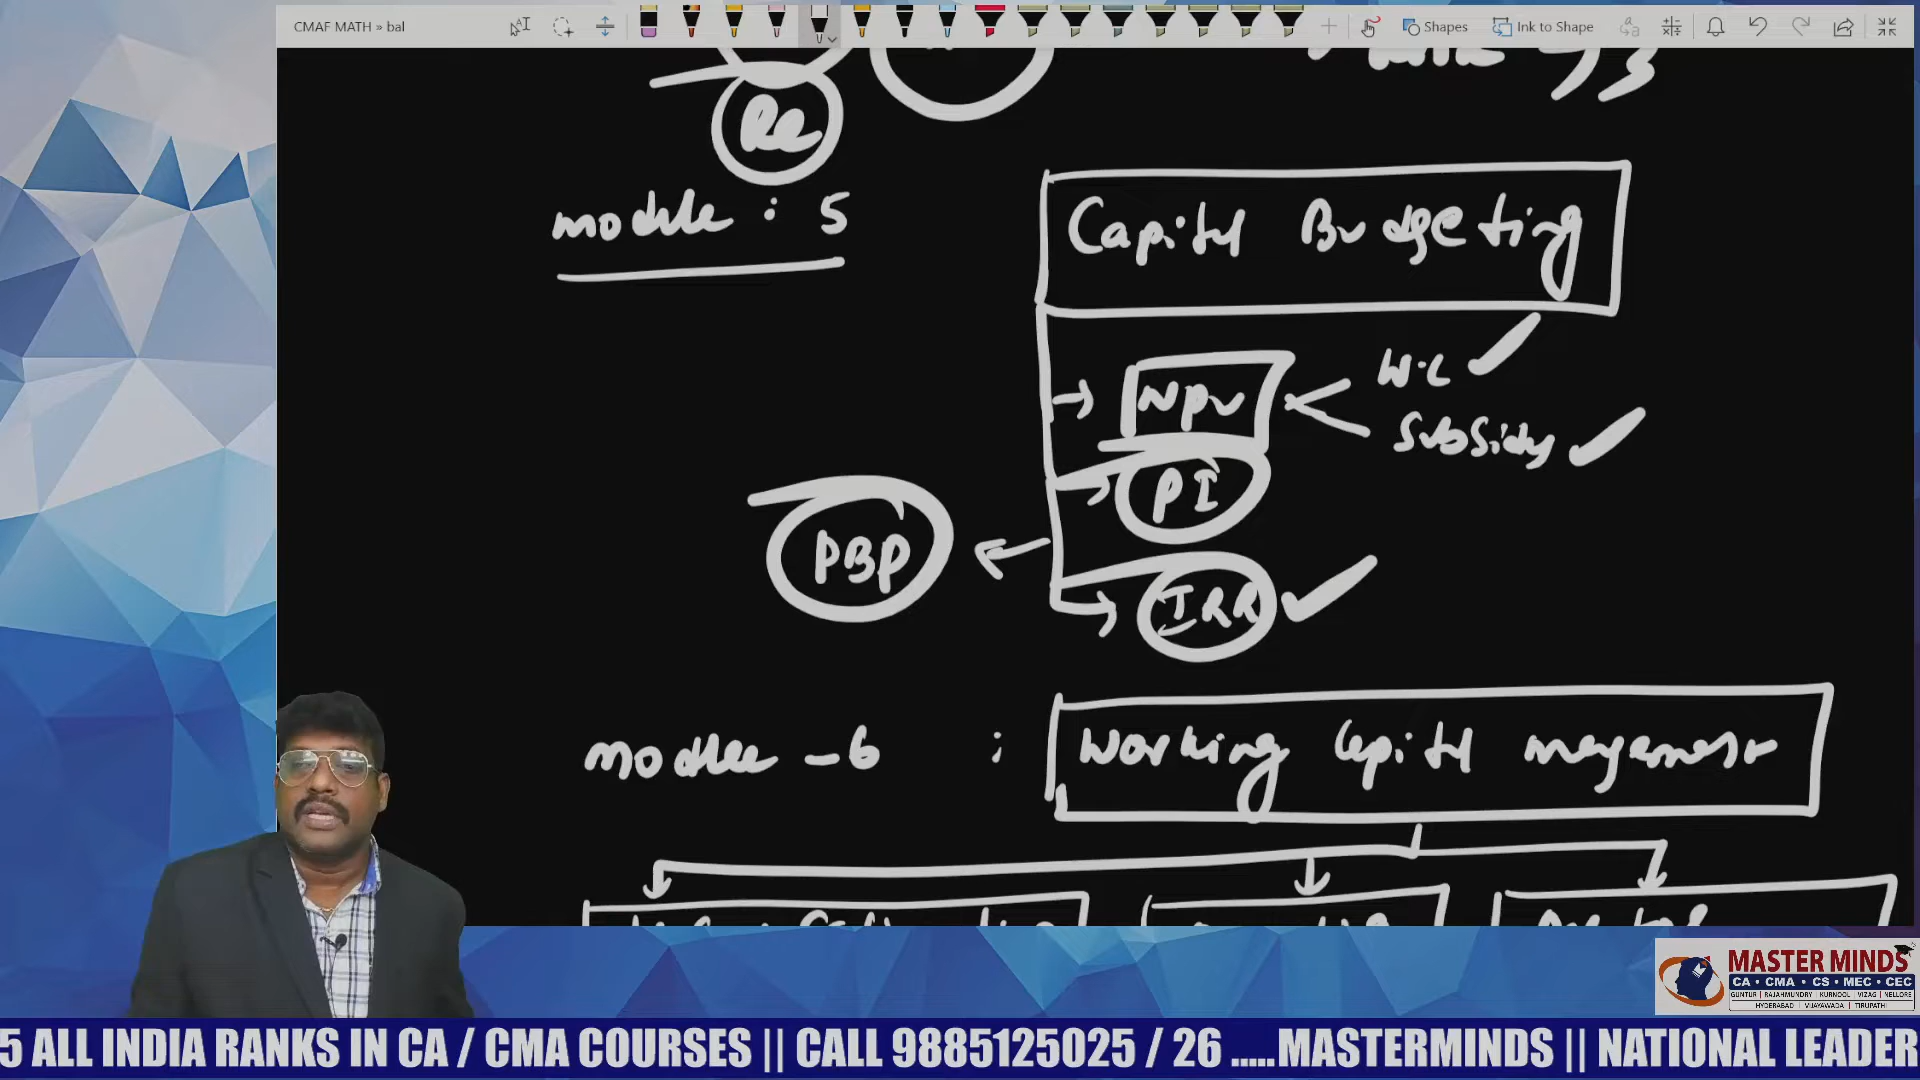 CMAF MATH » bal
Shapes
Ink to Shape
Re
module : 5
Capital Budgeting
NPV
W.C
Subsidy
PI
PBP
IRR
module - 6 : Working Capital management
MASTER MINDS
CA • CMA • CS • MEC • CEC
GUNTUR | RAJAHMUNDRY | KURNOOL | VIZAG | NELLORE
HYDERABAD | VIJAYAWADA | TIRUPATHI
5 ALL INDIA RANKS IN CA / CMA COURSES || CALL 9885125025 / 26 .....MASTERMINDS || NATIONAL LEADER